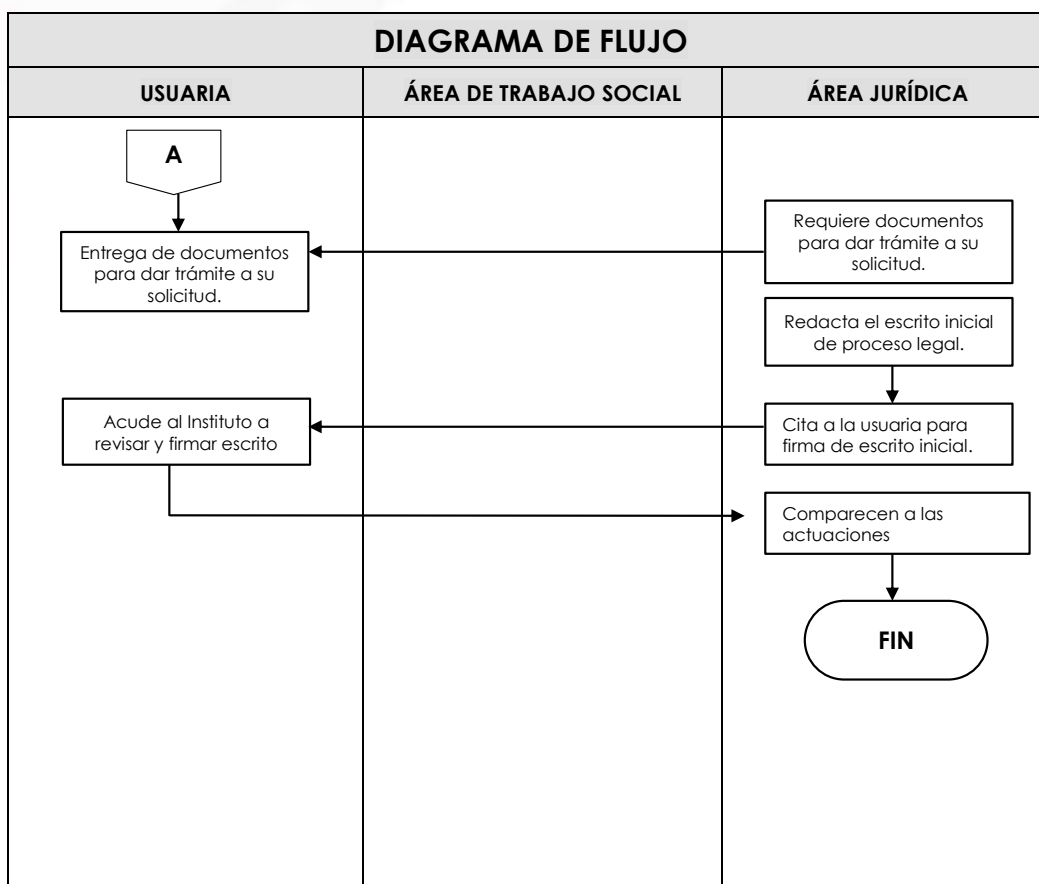 DIAGRAMA DE FLUJO
USUARIA
ÁREA DE TRABAJO SOCIAL
ÁREA JURÍDICA
A
Requiere documentos
para dar trámite a su
solicitud.
Entrega de documentos
para dar trámite a su
solicitud.
Redacta el escrito inicial
de proceso legal.
Acude al Instituto a
revisar y firmar escrito
Cita a la usuaria para
firma de escrito inicial.
Comparecen a las
actuaciones
FIN